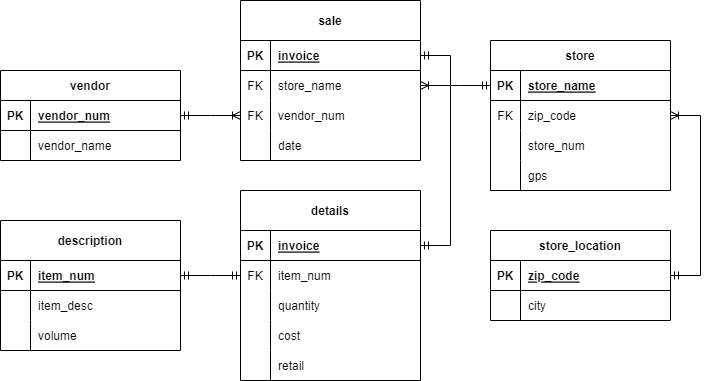 sale
PK invoice
FK store_name
FK vendor_num
date
vendor
PK vendor_num
vendor_name
store
PK store_name
FK zip_code
store_num
gps
details
PK invoice
FK item_num
quantity
cost
retail
description
PK item_num
item_desc
volume
store_location
PK zip_code
city